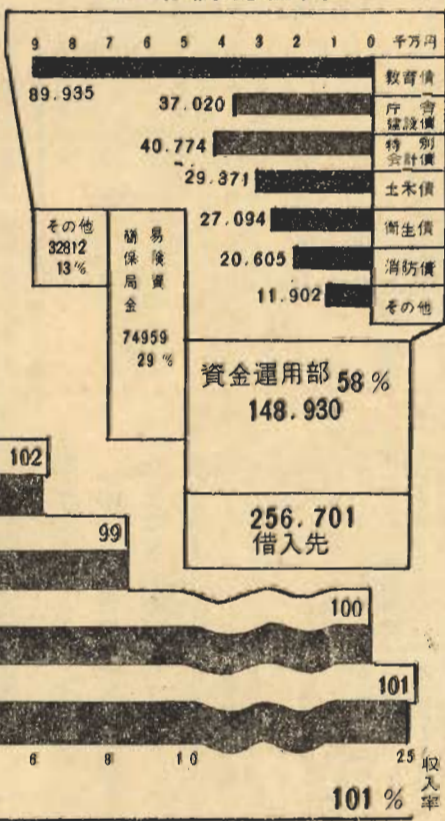 9 8 7 6 5 4 3 2 1 0 千万円
89.935 教育債
37.020 庁舎建設債
40.774 特別会計債
29.371 土木債
27.094 衛生債
20.605 消防債
11.902 その他
その他
32812
13%
簡易保険局資金
74959
29%
資金運用部 58%
148.930
256.701
借入先
102
99
100
101
6 8 10 25
収入率
101%